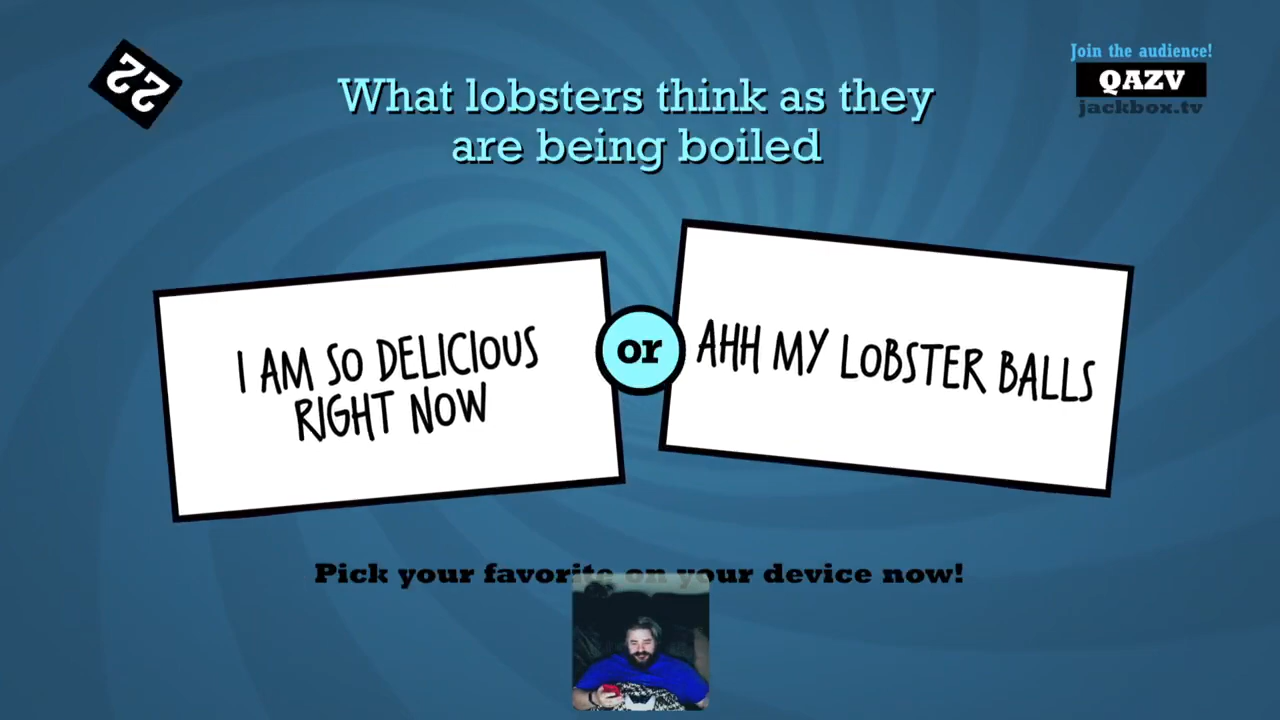 22
Join the audience!
QAZV
jackbox.tv
What lobsters think as they
are being boiled
I AM SO DELICIOUS
RIGHT NOW
or
AHH MY LOBSTER BALLS
Pick your favorite on your device now!